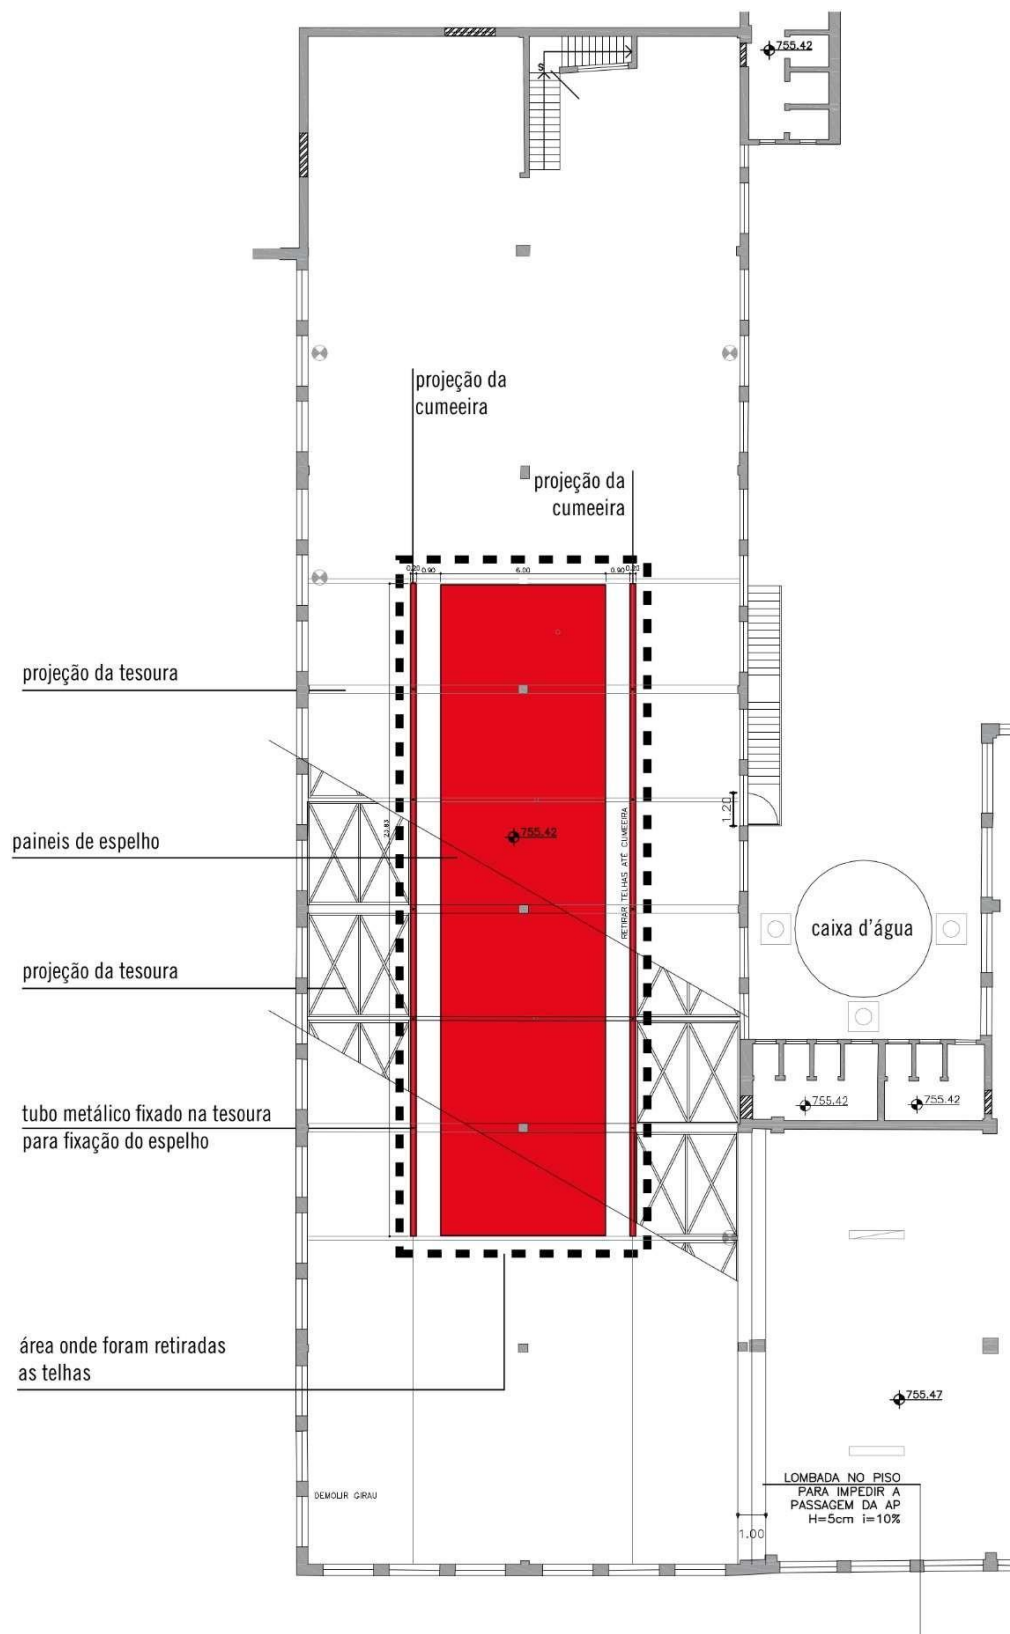 755.42
S
projeção da
cumeeira
projeção da
cumeeira
0.20 0.90 6.00 0.90 0.20
projeção da tesoura
1.20
RETIRAR TELHAS ATÉ CUMEEIRA
755.42
paineis de espelho
caixa d'água
projeção da tesoura
755.42
755.42
tubo metálico fixado na tesoura
para fixação do espelho
área onde foram retiradas
as telhas
755.47
LOMBADA NO PISO
PARA IMPEDIR A
PASSAGEM DA AP
H=5cm i=10%
DEMOLIR GIRAU
1.00